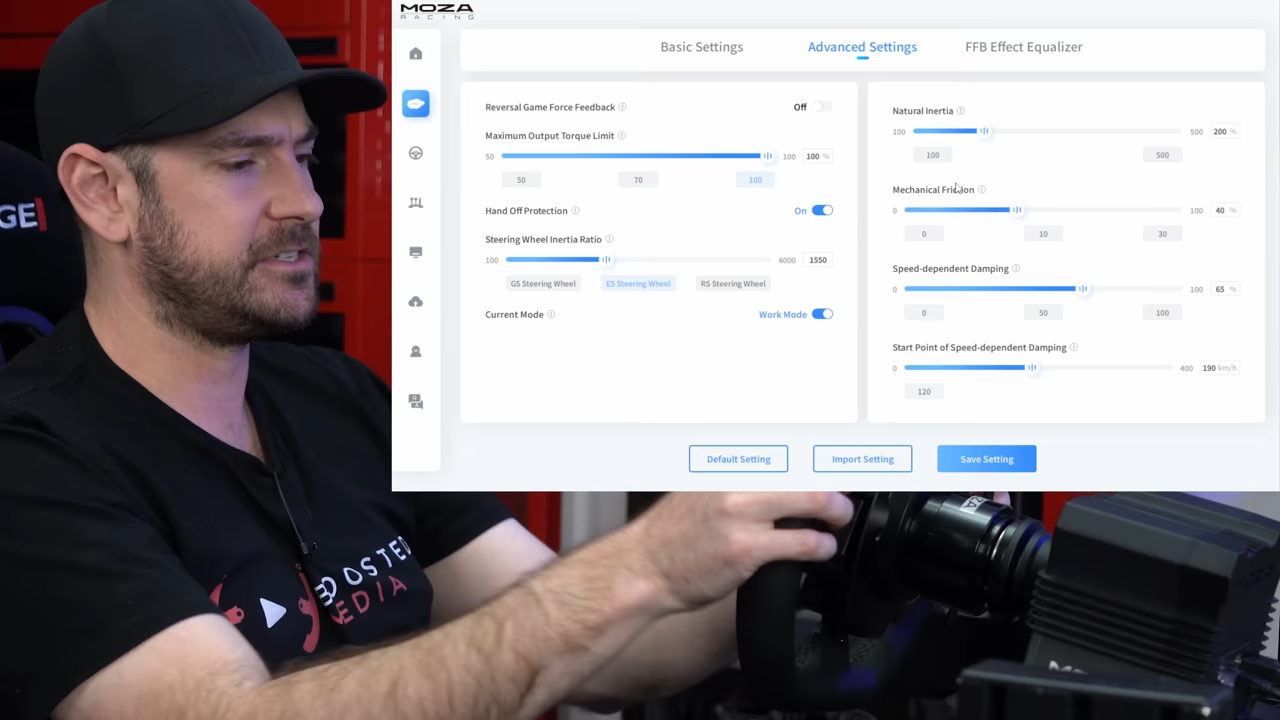 MOZA
RACING
Basic Settings
Advanced Settings
FFB Effect Equalizer
Reversal Game Force Feedback
Off
Maximum Output Torque Limit
50
100
100 %
50
70
100
Hand Off Protection
On
Steering Wheel Inertia Ratio
100
4000
1550
GS Steering Wheel
ES Steering Wheel
RS Steering Wheel
Current Mode
Work Mode
Natural Inertia
100
500
200 %
100
500
Mechanical Friction
0
100
40 %
0
10
30
Speed-dependent Damping
0
100
65 %
0
50
100
Start Point of Speed-dependent Damping
0
400
190 km/h
120
Default Setting
Import Setting
Save Setting
GE
BOOSTED
MEDIA